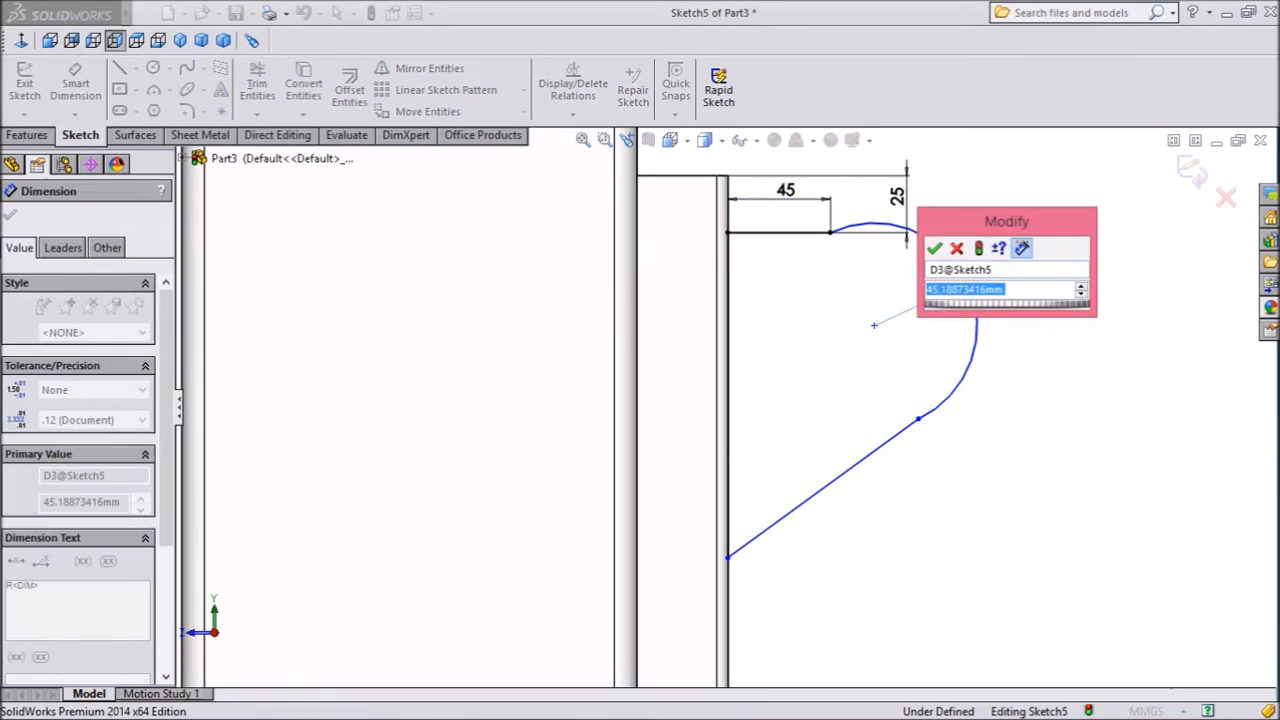 SOLIDWORKS
Sketch5 of Part3 *
Search files and models
Exit Sketch
Smart Dimension
Trim Entities
Convert Entities
Offset Entities
Mirror Entities
Linear Sketch Pattern
Move Entities
Display/Delete Relations
Repair Sketch
Quick Snaps
Rapid Sketch
Features
Sketch
Surfaces
Sheet Metal
Direct Editing
Evaluate
DimXpert
Office Products
Part3 (Default<<Default>_...
Dimension
?
Value
Leaders
Other
Style
<NONE>
Tolerance/Precision
None
.12 (Document)
Primary Value
D3@Sketch5
45.18873416mm
Dimension Text
R<DIM>
45
25
Modify
D3@Sketch5
45.18873416mm
Y
Z
Model
Motion Study 1
SolidWorks Premium 2014 x64 Edition
Under Defined
Editing Sketch5
MMGS